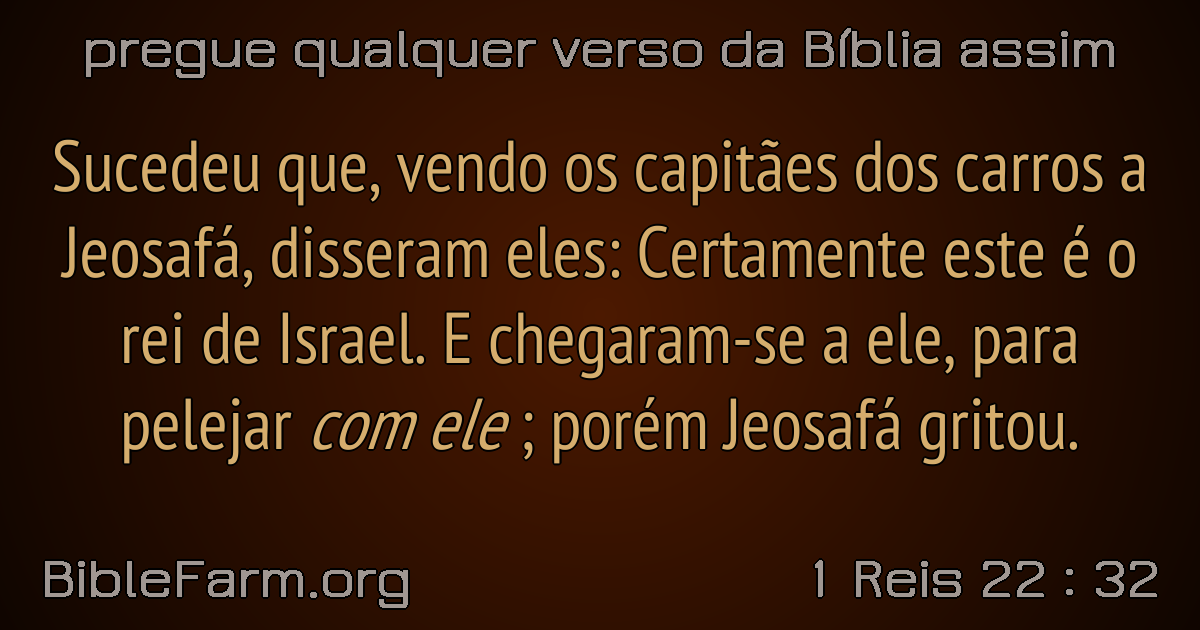 pregue qualquer verso da Bíblia assim
Sucedeu que, vendo os capitães dos carros a
Jeosafá, disseram eles: Certamente este é o
rei de Israel. E chegaram-se a ele, para
pelejar com ele ; porém Jeosafá gritou.
BibleFarm.org
1 Reis 22 : 32